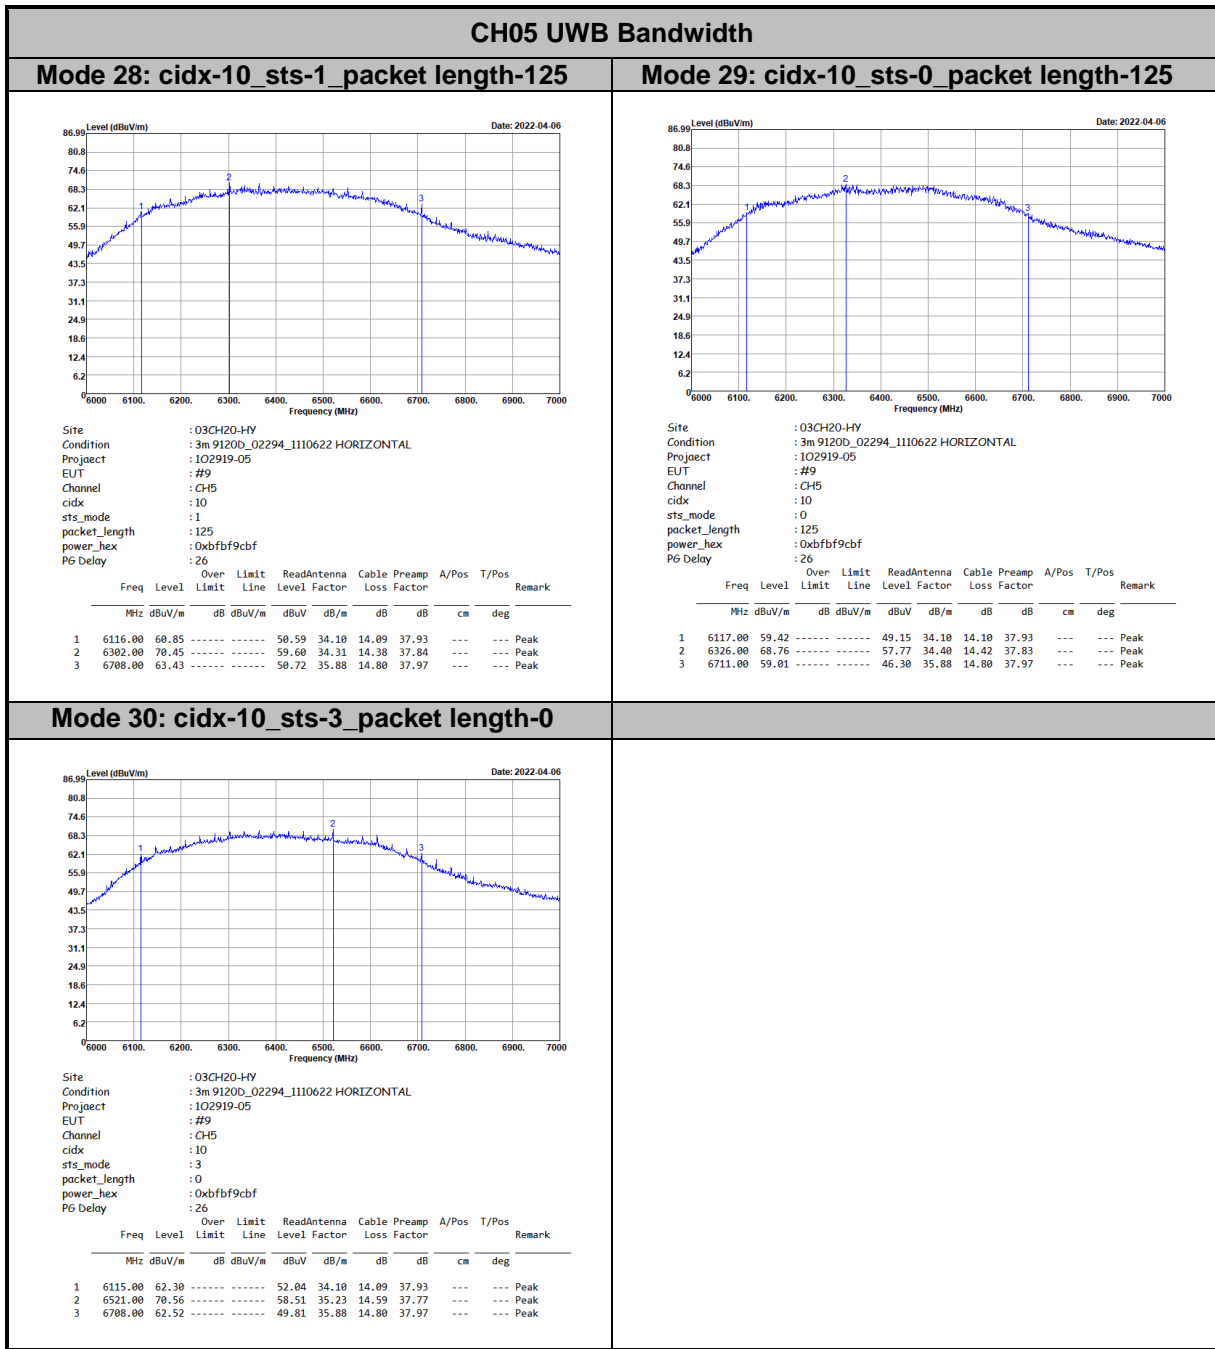 CH05 UWB Bandwidth
Mode 28: cidx-10_sts-1_packet length-125
Mode 29: cidx-10_sts-0_packet length-125
Level (dBuV/m) Date: 2022-04-06
86.99
80.8
74.6
68.3
62.1
55.9
49.7
43.5
37.3
31.1
24.9
18.6
12.4
6.2
0
1 2 3
6000 6100. 6200. 6300. 6400. 6500. 6600. 6700. 6800. 6900. 7000
Frequency (MHz)
Site : 03CH20-HY
Condition : 3m 9120D_02294_1110622 HORIZONTAL
Projaect : 1O2919-05
EUT : #9
Channel : CH5
cidx : 10
sts_mode : 1
packet_length : 125
power_hex : 0xbfbf9cbf
PG Delay : 26
Over Limit ReadAntenna Cable Preamp A/Pos T/Pos
Freq Level Limit Line Level Factor Loss Factor Remark
MHz dBuV/m dB dBuV/m dBuV dB/m dB dB cm deg
1 6116.00 60.85 ------ ------ 50.59 34.10 14.09 37.93 --- --- Peak
2 6302.00 70.45 ------ ------ 59.60 34.31 14.38 37.84 --- --- Peak
3 6708.00 63.43 ------ ------ 50.72 35.88 14.80 37.97 --- --- Peak
Level (dBuV/m) Date: 2022-04-06
86.99
80.8
74.6
68.3
62.1
55.9
49.7
43.5
37.3
31.1
24.9
18.6
12.4
6.2
0
1 2 3
6000 6100. 6200. 6300. 6400. 6500. 6600. 6700. 6800. 6900. 7000
Frequency (MHz)
Site : 03CH20-HY
Condition : 3m 9120D_02294_1110622 HORIZONTAL
Projaect : 1O2919-05
EUT : #9
Channel : CH5
cidx : 10
sts_mode : 0
packet_length : 125
power_hex : 0xbfbf9cbf
PG Delay : 26
Over Limit ReadAntenna Cable Preamp A/Pos T/Pos
Freq Level Limit Line Level Factor Loss Factor Remark
MHz dBuV/m dB dBuV/m dBuV dB/m dB dB cm deg
1 6117.00 59.42 ------ ------ 49.15 34.10 14.10 37.93 --- --- Peak
2 6326.00 68.76 ------ ------ 57.77 34.40 14.42 37.83 --- --- Peak
3 6711.00 59.01 ------ ------ 46.30 35.88 14.80 37.97 --- --- Peak
Mode 30: cidx-10_sts-3_packet length-0
Level (dBuV/m) Date: 2022-04-06
86.99
80.8
74.6
68.3
62.1
55.9
49.7
43.5
37.3
31.1
24.9
18.6
12.4
6.2
0
1 2 3
6000 6100. 6200. 6300. 6400. 6500. 6600. 6700. 6800. 6900. 7000
Frequency (MHz)
Site : 03CH20-HY
Condition : 3m 9120D_02294_1110622 HORIZONTAL
Projaect : 1O2919-05
EUT : #9
Channel : CH5
cidx : 10
sts_mode : 3
packet_length : 0
power_hex : 0xbfbf9cbf
PG Delay : 26
Over Limit ReadAntenna Cable Preamp A/Pos T/Pos
Freq Level Limit Line Level Factor Loss Factor Remark
MHz dBuV/m dB dBuV/m dBuV dB/m dB dB cm deg
1 6115.00 62.30 ------ ------ 52.04 34.10 14.09 37.93 --- --- Peak
2 6521.00 70.56 ------ ------ 58.51 35.23 14.59 37.77 --- --- Peak
3 6708.00 62.52 ------ ------ 49.81 35.88 14.80 37.97 --- --- Peak